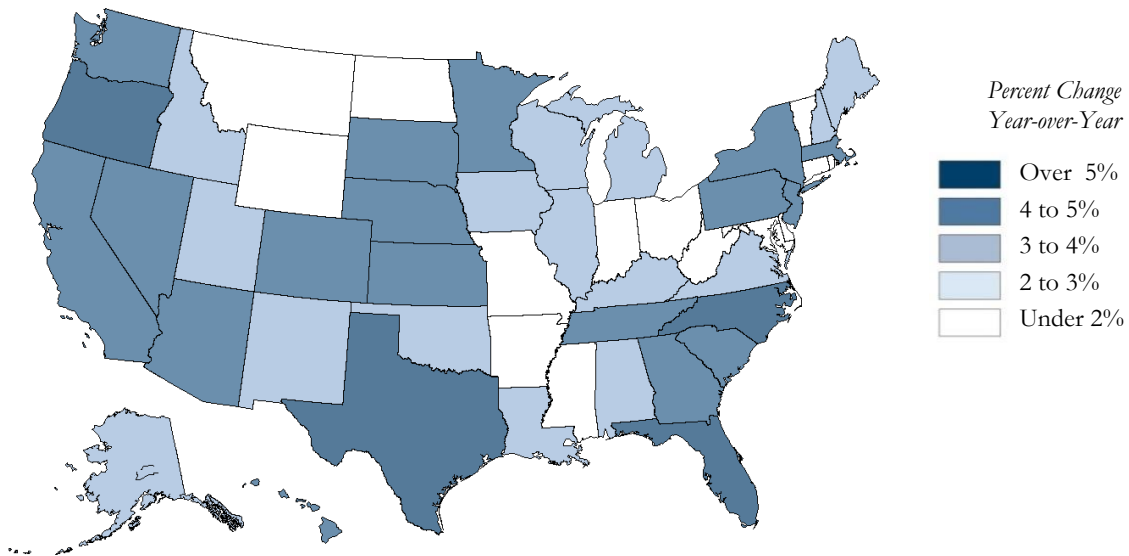 Percent Change
Year-over-Year
Over 5%
4 to 5%
3 to 4%
2 to 3%
Under 2%